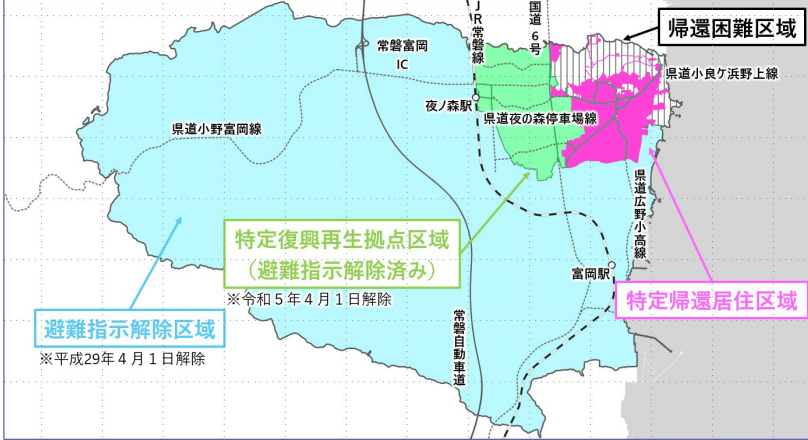 JR常磐線
国道6号
帰還困難区域
常磐富岡
IC
県道小良ケ浜野上線
夜ノ森駅
県道夜の森停車場線
県道小野富岡線
県道広野小高線
特定復興再生拠点区域
（避難指示解除済み）
※令和５年４月１日解除
富岡駅
特定帰還居住区域
避難指示解除区域
※平成29年４月１日解除
常磐自動車道